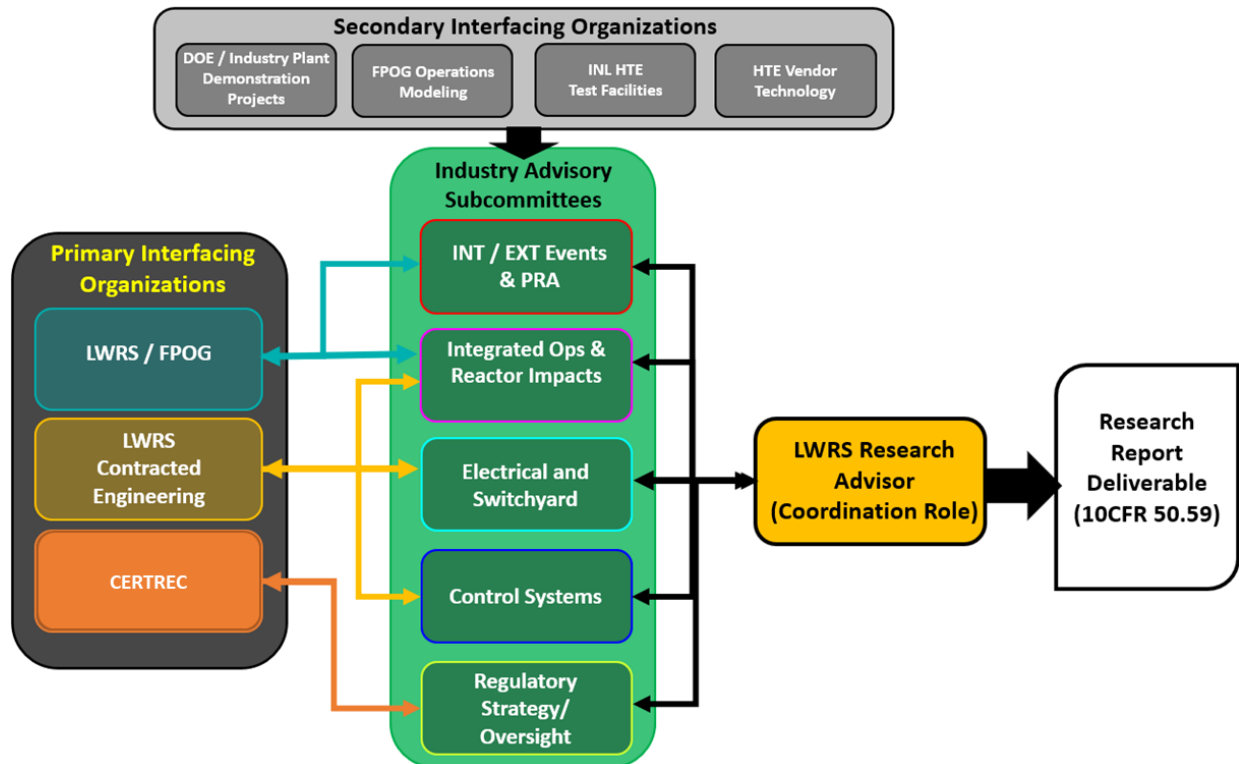 Secondary Interfacing Organizations
DOE / Industry Plant
Demonstration
Projects
FPOG Operations
Modeling
INL HTE
Test Facilities
HTE Vendor
Technology
Industry Advisory
Subcommittees
Primary Interfacing
Organizations
LWRS / FPOG
LWRS
Contracted
Engineering
CERTREC
INT / EXT Events
& PRA
Integrated Ops &
Reactor Impacts
Electrical and
Switchyard
Control Systems
Regulatory
Strategy/
Oversight
LWRS Research
Advisor
(Coordination Role)
Research
Report
Deliverable
(10CFR 50.59)